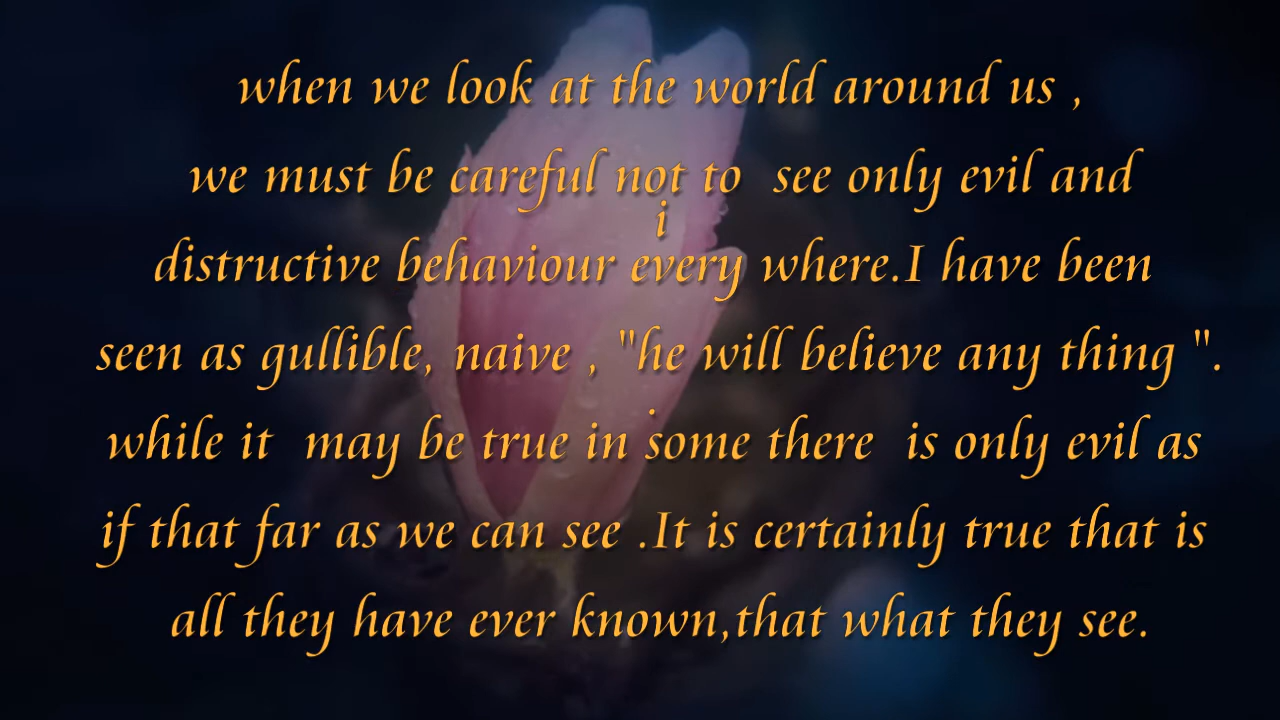 when we look at the world around us ,
we must be careful not to  see only evil and
i
distructive behaviour every where.I have been
seen as gullible, naive , "he will believe any thing ".
while it  may be true in some there  is only evil as
if that far as we can see .It is certainly true that is
all they have ever known,that what they see.